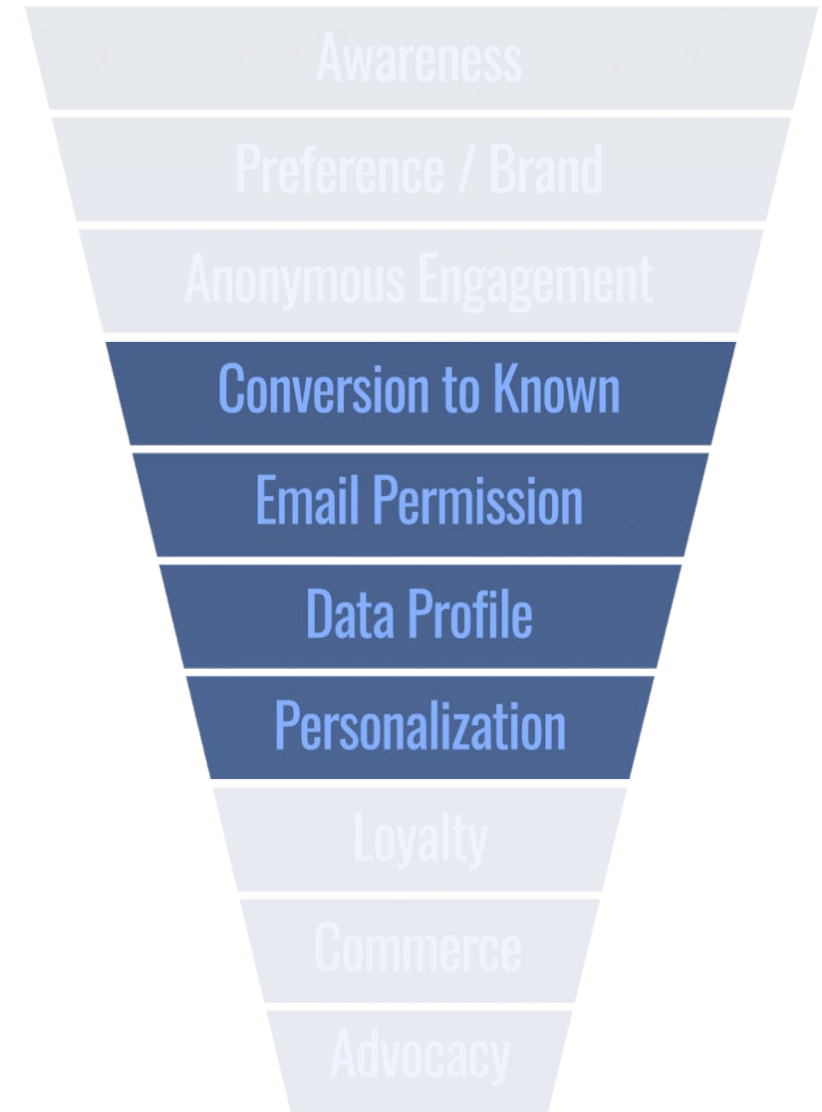 Awareness
Preference / Brand
Anonymous Engagement
Conversion to Known
Email Permission
Data Profile
Personalization
Loyalty
Commerce
Advocacy